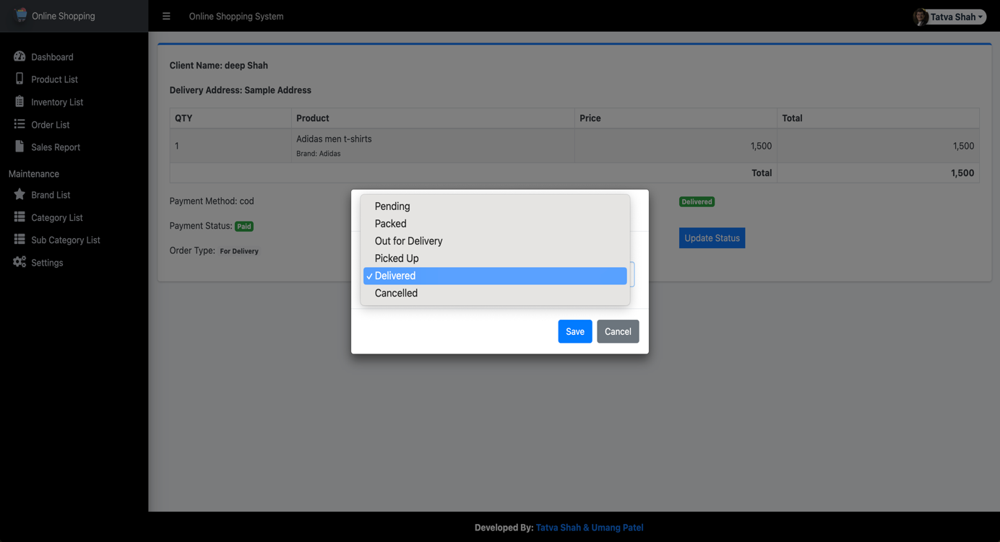 Online Shopping
Online Shopping System
Tatva Shah
Dashboard
Product List
Inventory List
Order List
Sales Report
Maintenance
Brand List
Category List
Sub Category List
Settings
Client Name: deep Shah
Delivery Address: Sample Address
QTY Product Price Total
1 Adidas men t-shirts 1,500 1,500
Brand: Adidas
Total 1,500
Payment Method: cod
Payment Status: Paid
Order Type: For Delivery
Delivered
Update Status
Pending
Packed
Out for Delivery
Picked Up
✓ Delivered
Cancelled
Save Cancel
Developed By: Tatva Shah & Umang Patel